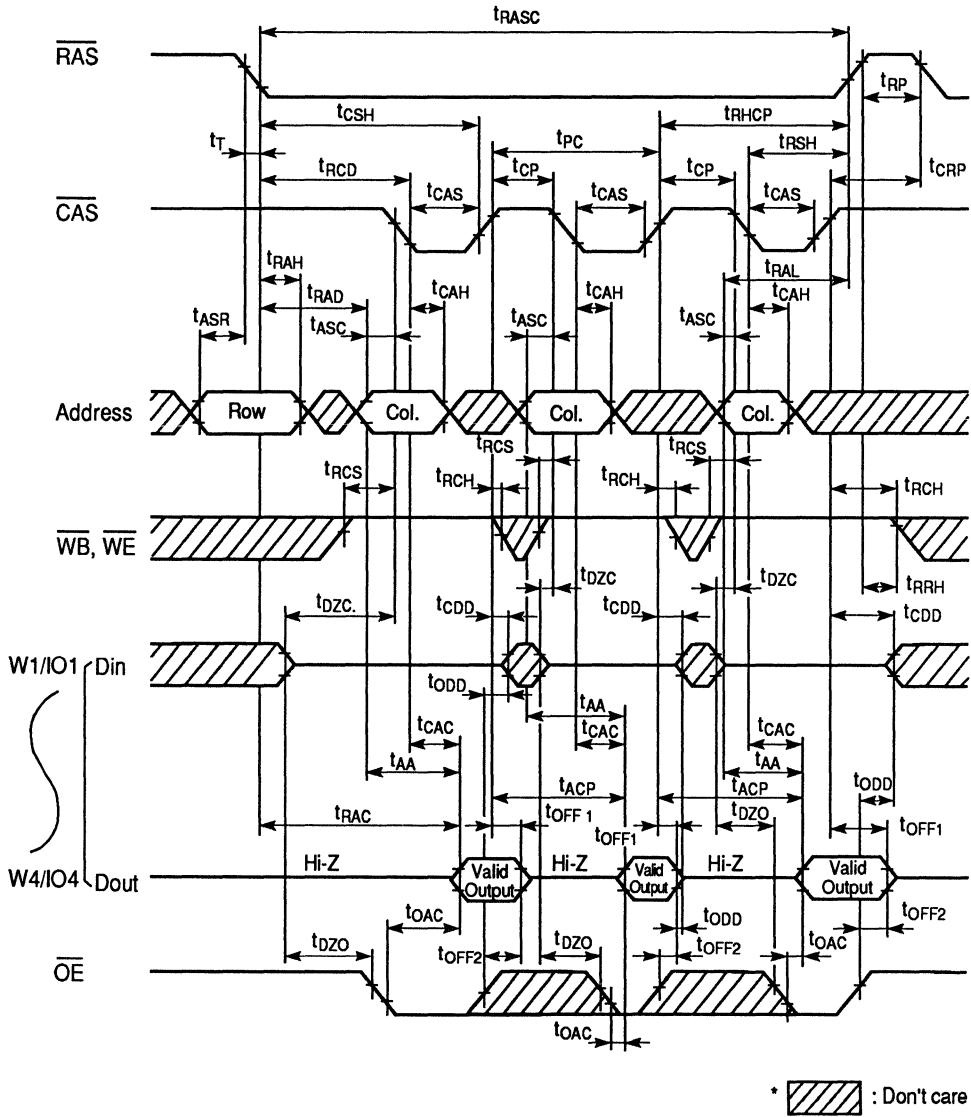 tRASC
RAS
tRP
tCSH
tRHCP
tT
tPC
tRSH
tRCD
tCP
tCP
tCRP
tCAS
tCAS
tCAS
CAS
tRAH
tRAL
tRAD
tCAH
tCAH
tCAH
tASR
tASC
tASC
tASC
Address
Row
Col.
Col.
Col.
tRCS
tRCS
tRCS
tRCH
tRCH
tRCH
WB, WE
tDZC
tDZC
tRRH
tDZC.
tCDD
tCDD
tCDD
W1/IO1
Din
tODD
tAA
tCAC
tCAC
tCAC
tAA
tAA
tACP
tACP
tODD
tRAC
tOFF 1
tOFF1
tDZO
tOFF1
Hi-Z
Hi-Z
Hi-Z
W4/IO4
Dout
Valid Output
Valid Output
Valid Output
tOAC
tODD
tOFF2
tDZO
tOFF2
tDZO
tOFF2
tOAC
OE
tOAC
* : Don't care